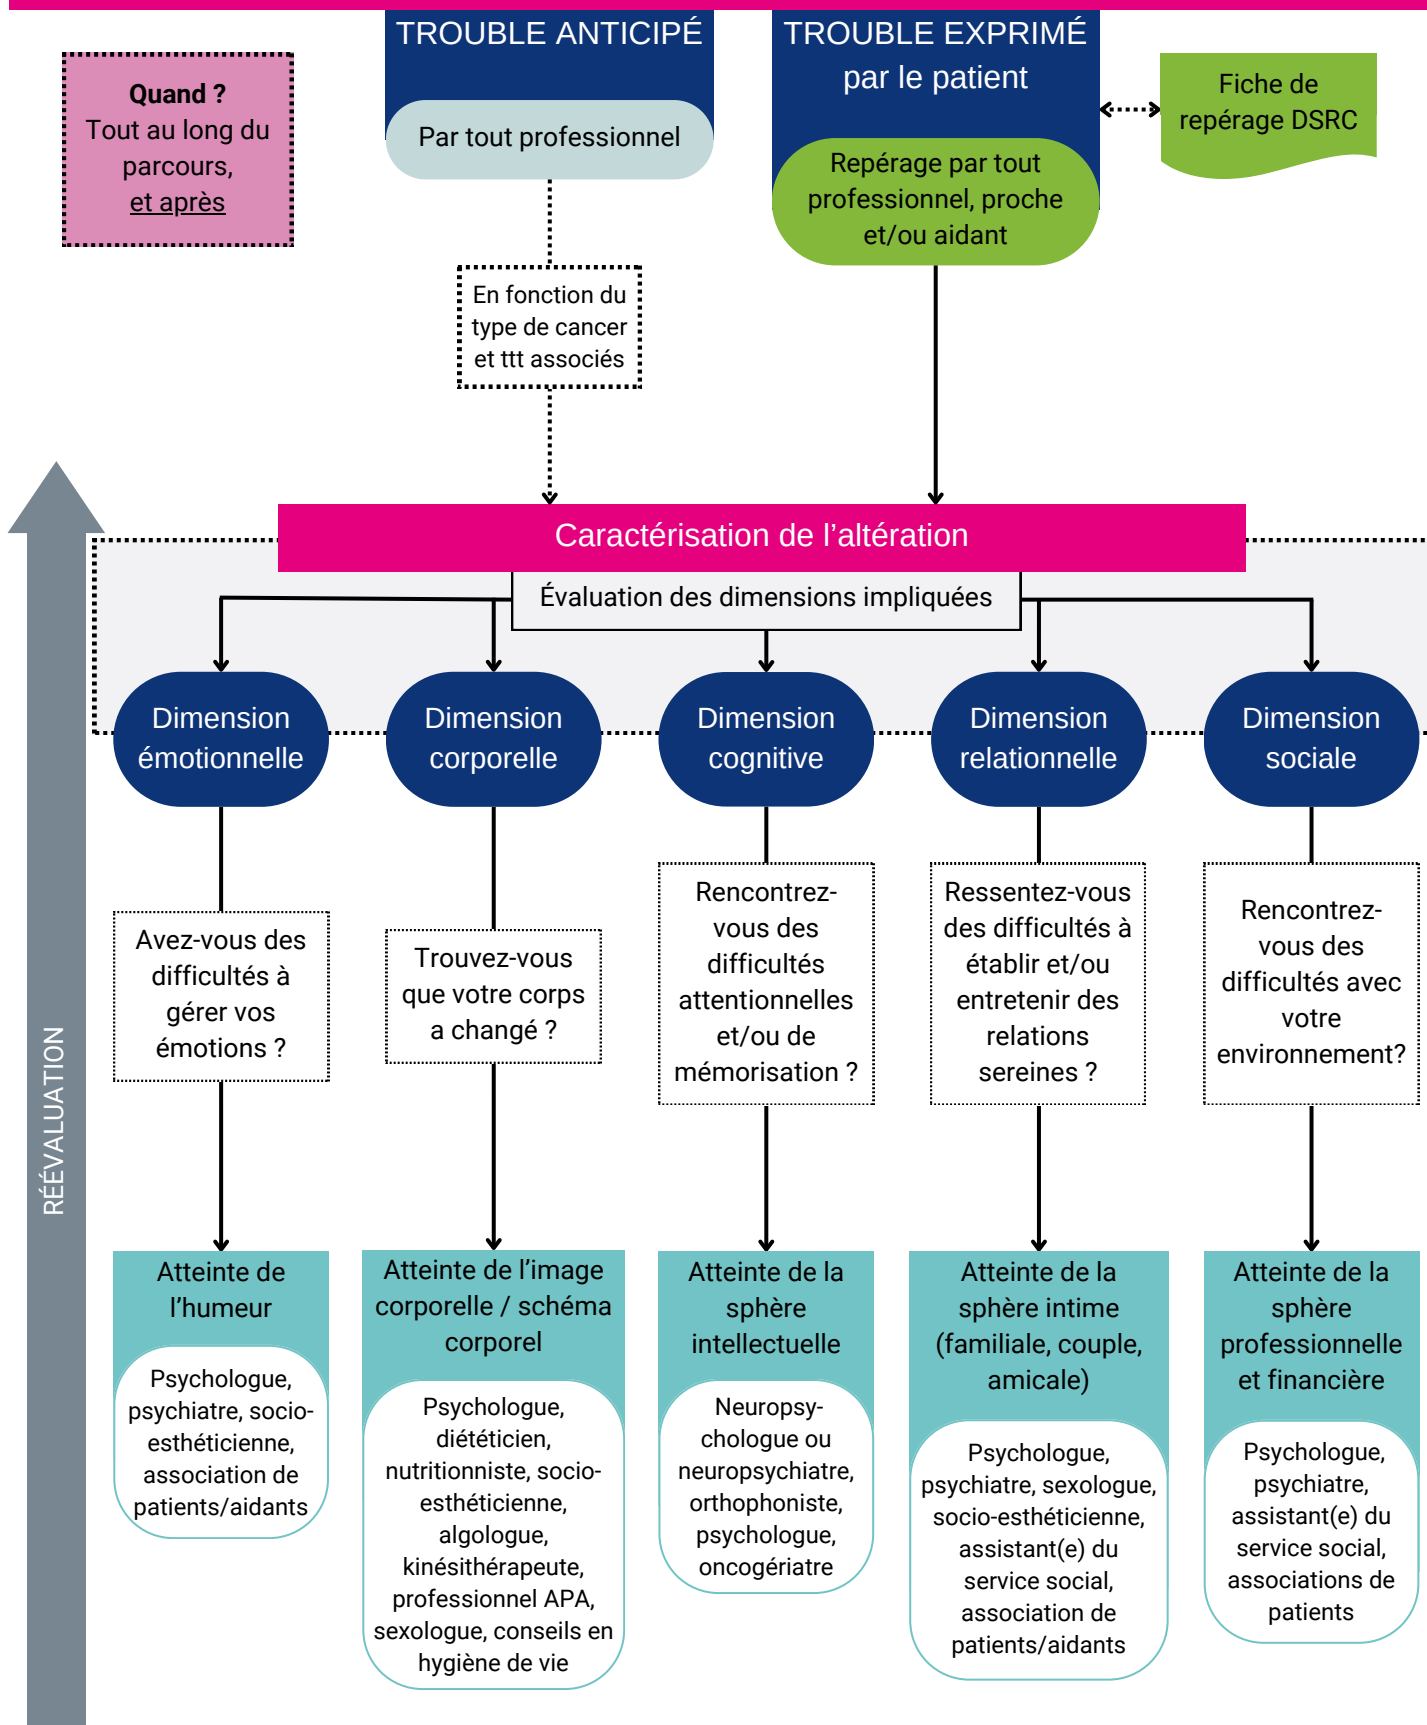 TROUBLE ANTICIPÉ
Par tout professionnel
TROUBLE EXPRIMÉ
par le patient
Repérage par tout
professionnel, proche
et/ou aidant
Fiche de
repérage DSRC
Quand ?
Tout au long du
parcours,
et après
En fonction du
type de cancer
et ttt associés
Caractérisation de l’altération
Évaluation des dimensions impliquées
RÉÉVALUATION
Dimension
émotionnelle
Avez-vous des
difficultés à
gérer vos
émotions ?
Atteinte de
l’humeur
Psychologue,
psychiatre, socio-
esthéticienne,
association de
patients/aidants
Dimension
corporelle
Trouvez-vous
que votre corps
a changé ?
Atteinte de l’image
corporelle / schéma
corporel
Psychologue,
diététicien,
nutritionniste, socio-
esthéticienne,
algologue,
kinésithérapeute,
professionnel APA,
sexologue, conseils en
hygiène de vie
Dimension
cognitive
Rencontrez-
vous des
difficultés
attentionnelles
et/ou de
mémorisation ?
Atteinte de la
sphère
intellectuelle
Neuropsy-
chologue ou
neuropsychiatre,
orthophoniste,
psychologue,
oncogériatre
Dimension
relationnelle
Ressentez-vous
des difficultés à
établir et/ou
entretenir des
relations
sereines ?
Atteinte de la
sphère intime
(familiale, couple,
amicale)
Psychologue,
psychiatre, sexologue,
socio-esthéticienne,
assistant(e) du
service social,
association de
patients/aidants
Dimension
sociale
Rencontrez-
vous des
difficultés avec
votre
environnement?
Atteinte de la
sphère
professionnelle
et financière
Psychologue,
psychiatre,
assistant(e) du
service social,
associations de
patients